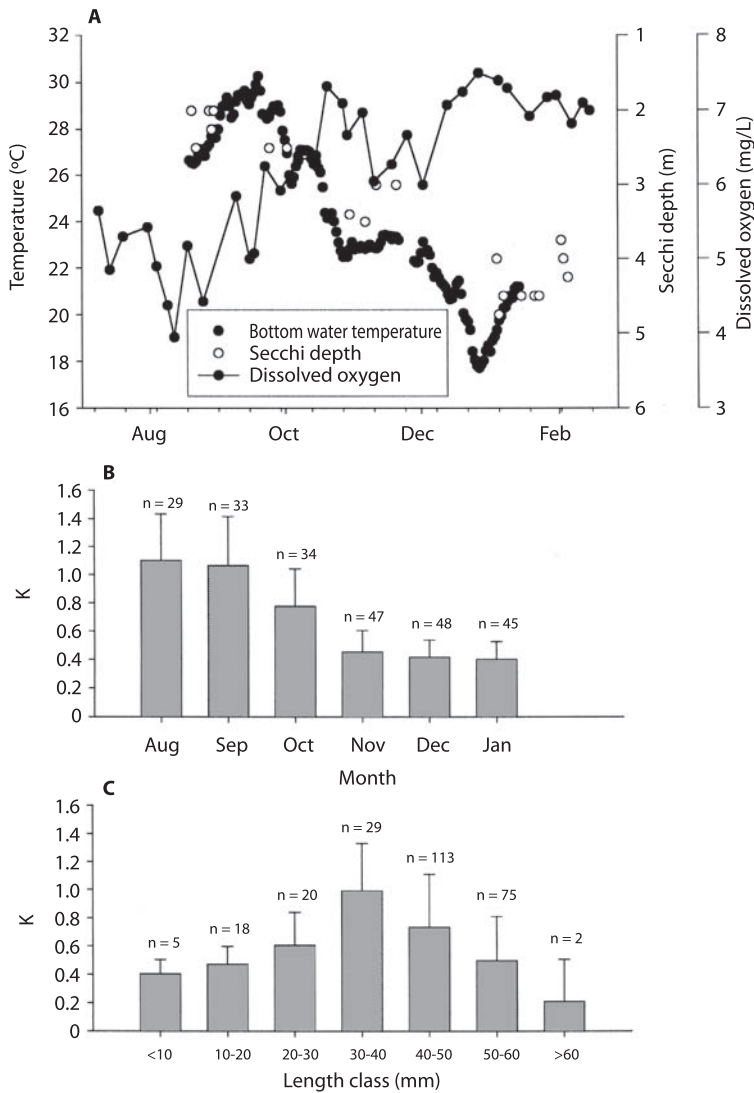 A
32
30
28
26
24
22
20
18
16
Temperature (ºC)
1
2
3
4
5
6
Secchi depth (m)
8
7
6
5
4
3
Dissolved oxygen (mg/L)
Bottom water temperature
Secchi depth
Dissolved oxygen
Aug Oct Dec Feb
B
1.6
1.4
1.2
1.0
0.8
0.6
0.4
0.2
0
K
n = 29
n = 33
n = 34
n = 47
n = 48
n = 45
Aug Sep Oct Nov Dec Jan
Month
C
1.6
1.4
1.2
1.0
0.8
0.6
0.4
0.2
0
K
n = 5
n = 18
n = 20
n = 29
n = 113
n = 75
n = 2
<10 10-20 20-30 30-40 40-50 50-60 >60
Length class (mm)